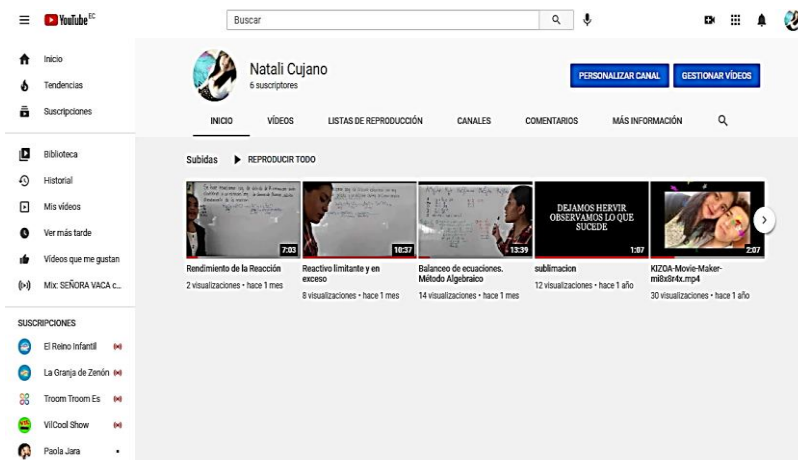 YouTube EC
Buscar
Inicio
Tendencias
Suscripciones
Biblioteca
Historial
Mis vídeos
Ver más tarde
Vídeos que me gustan
Mix: SEÑORA VACA c...
SUSCRIPCIONES
El Reino Infantil
La Granja de Zenón
Troom Troom Es
VilCool Show
Paola Jara
Natali Cujano
6 suscriptores
PERSONALIZAR CANAL
GESTIONAR VÍDEOS
INICIO
VÍDEOS
LISTAS DE REPRODUCCIÓN
CANALES
COMENTARIOS
MÁS INFORMACIÓN
Subidas
REPRODUCIR TODO
7:03
Rendimiento de la Reacción
2 visualizaciones • hace 1 mes
10:37
Reactivo limitante y en
exceso
8 visualizaciones • hace 1 mes
13:39
Balanceo de ecuaciones.
Método Algebraico
14 visualizaciones • hace 1 mes
DEJAMOS HERVIR
OBSERVAMOS LO QUE
SUCEDE
1:07
sublimacion
12 visualizaciones • hace 1 año
2:07
KIZOA-Movie-Maker-
mi8x8r4x.mp4
30 visualizaciones • hace 1 año